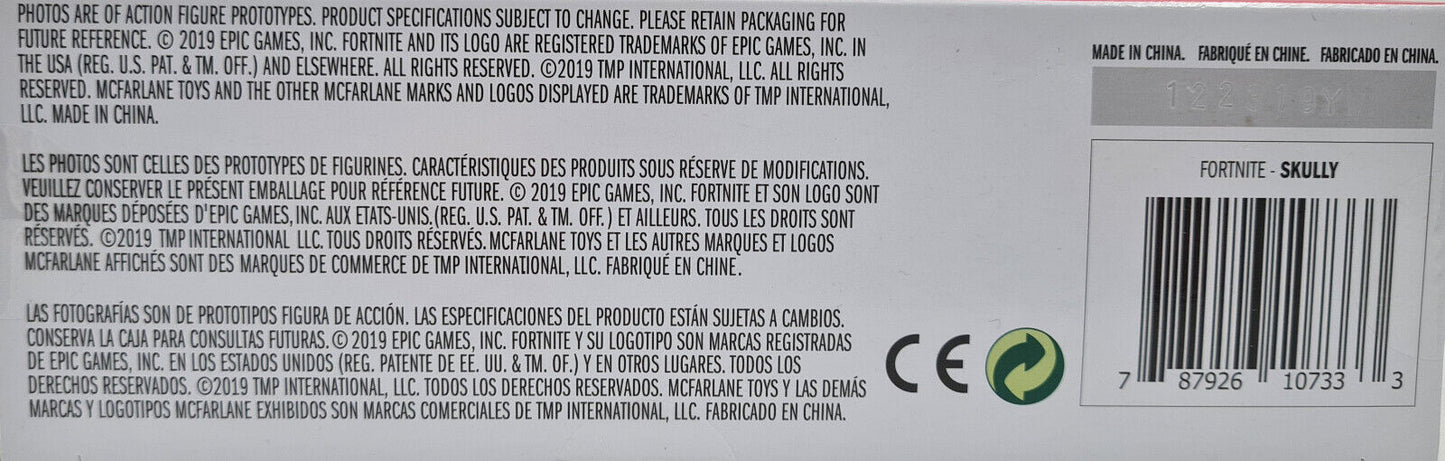 PHOTOS ARE OF ACTION FIGURE PROTOTYPES. PRODUCT SPECIFICATIONS SUBJECT TO CHANGE. PLEASE RETAIN PACKAGING FOR
FUTURE REFERENCE. © 2019 EPIC GAMES, INC. FORTNITE AND ITS LOGO ARE REGISTERED TRADEMARKS OF EPIC GAMES, INC. IN
THE USA (REG. U.S. PAT. & TM. OFF.) AND ELSEWHERE. ALL RIGHTS RESERVED. ©2019 TMP INTERNATIONAL, LLC. ALL RIGHTS
RESERVED. MCFARLANE TOYS AND THE OTHER MCFARLANE MARKS AND LOGOS DISPLAYED ARE TRADEMARKS OF TMP INTERNATIONAL,
LLC. MADE IN CHINA.
LES PHOTOS SONT CELLES DES PROTOTYPES DE FIGURINES. CARACTÉRISTIQUES DES PRODUITS SOUS RÉSERVE DE MODIFICATIONS.
VEUILLEZ CONSERVER LE PRÉSENT EMBALLAGE POUR RÉFÉRENCE FUTURE. © 2019 EPIC GAMES, INC. FORTNITE ET SON LOGO SONT
DES MARQUES DÉPOSÉES D'EPIC GAMES, INC. AUX ETATS-UNIS.(REG. U.S. PAT. & TM. OFF.) ET AILLEURS. TOUS LES DROITS SONT
RÉSERVÉS. ©2019 TMP INTERNATIONAL LLC. TOUS DROITS RÉSERVÉS. MCFARLANE TOYS ET LES AUTRES MARQUES ET LOGOS
MCFARLANE AFFICHÉS SONT DES MARQUES DE COMMERCE DE TMP INTERNATIONAL, LLC. FABRIQUÉ EN CHINE.
LAS FOTOGRAFÍAS SON DE PROTOTIPOS FIGURA DE ACCIÓN. LAS ESPECIFICACIONES DEL PRODUCTO ESTÁN SUJETAS A CAMBIOS.
CONSERVA LA CAJA PARA CONSULTAS FUTURAS. © 2019 EPIC GAMES, INC. FORTNITE Y SU LOGOTIPO SON MARCAS REGISTRADAS
DE EPIC GAMES, INC. EN LOS ESTADOS UNIDOS (REG. PATENTE DE EE. UU. & TM. OF.) Y EN OTROS LUGARES. TODOS LOS
DERECHOS RESERVADOS. ©2019 TMP INTERNATIONAL, LLC. TODOS LOS DERECHOS RESERVADOS. MCFARLANE TOYS Y LAS DEMÁS
MARCAS Y LOGOTIPOS MCFARLANE EXHIBIDOS SON MARCAS COMERCIALES DE TMP INTERNATIONAL, LLC. FABRICADO EN CHINA.
CE
MADE IN CHINA. FABRIQUÉ EN CHINE. FABRICADO EN CHINA.
FORTNITE - SKULLY
7 87926 10733 3